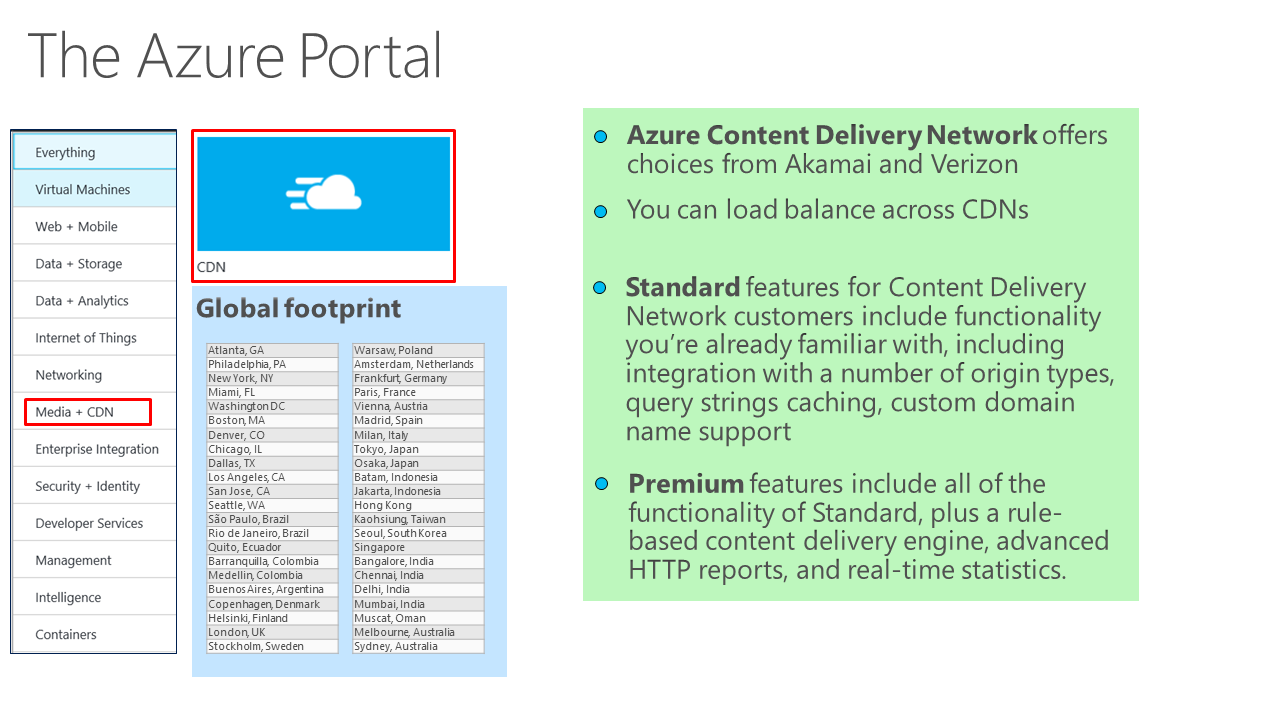 The Azure Portal
Everything
Virtual Machines
Web + Mobile
Data + Storage
Data + Analytics
Internet of Things
Networking
Media + CDN
Enterprise Integration
Security + Identity
Developer Services
Management
Intelligence
Containers
CDN
Global footprint
Atlanta, GA
Philadelphia, PA
New York, NY
Miami, FL
Washington DC
Boston, MA
Denver, CO
Chicago, IL
Dallas, TX
Los Angeles, CA
San Jose, CA
Seattle, WA
São Paulo, Brazil
Rio de Janeiro, Brazil
Quito, Ecuador
Barranquilla, Colombia
Medellin, Colombia
Buenos Aires, Argentina
Copenhagen, Denmark
Helsinki, Finland
London, UK
Stockholm, Sweden
Warsaw, Poland
Amsterdam, Netherlands
Frankfurt, Germany
Paris, France
Vienna, Austria
Madrid, Spain
Milan, Italy
Tokyo, Japan
Osaka, Japan
Batam, Indonesia
Jakarta, Indonesia
Hong Kong
Kaohsiung, Taiwan
Seoul, South Korea
Singapore
Bangalore, India
Chennai, India
Delhi, India
Mumbai, India
Muscat, Oman
Melbourne, Australia
Sydney, Australia
Azure Content Delivery Network offers
choices from Akamai and Verizon
You can load balance across CDNs
Standard features for Content Delivery
Network customers include functionality
you’re already familiar with, including
integration with a number of origin types,
query strings caching, custom domain
name support
Premium features include all of the
functionality of Standard, plus a rule-
based content delivery engine, advanced
HTTP reports, and real-time statistics.